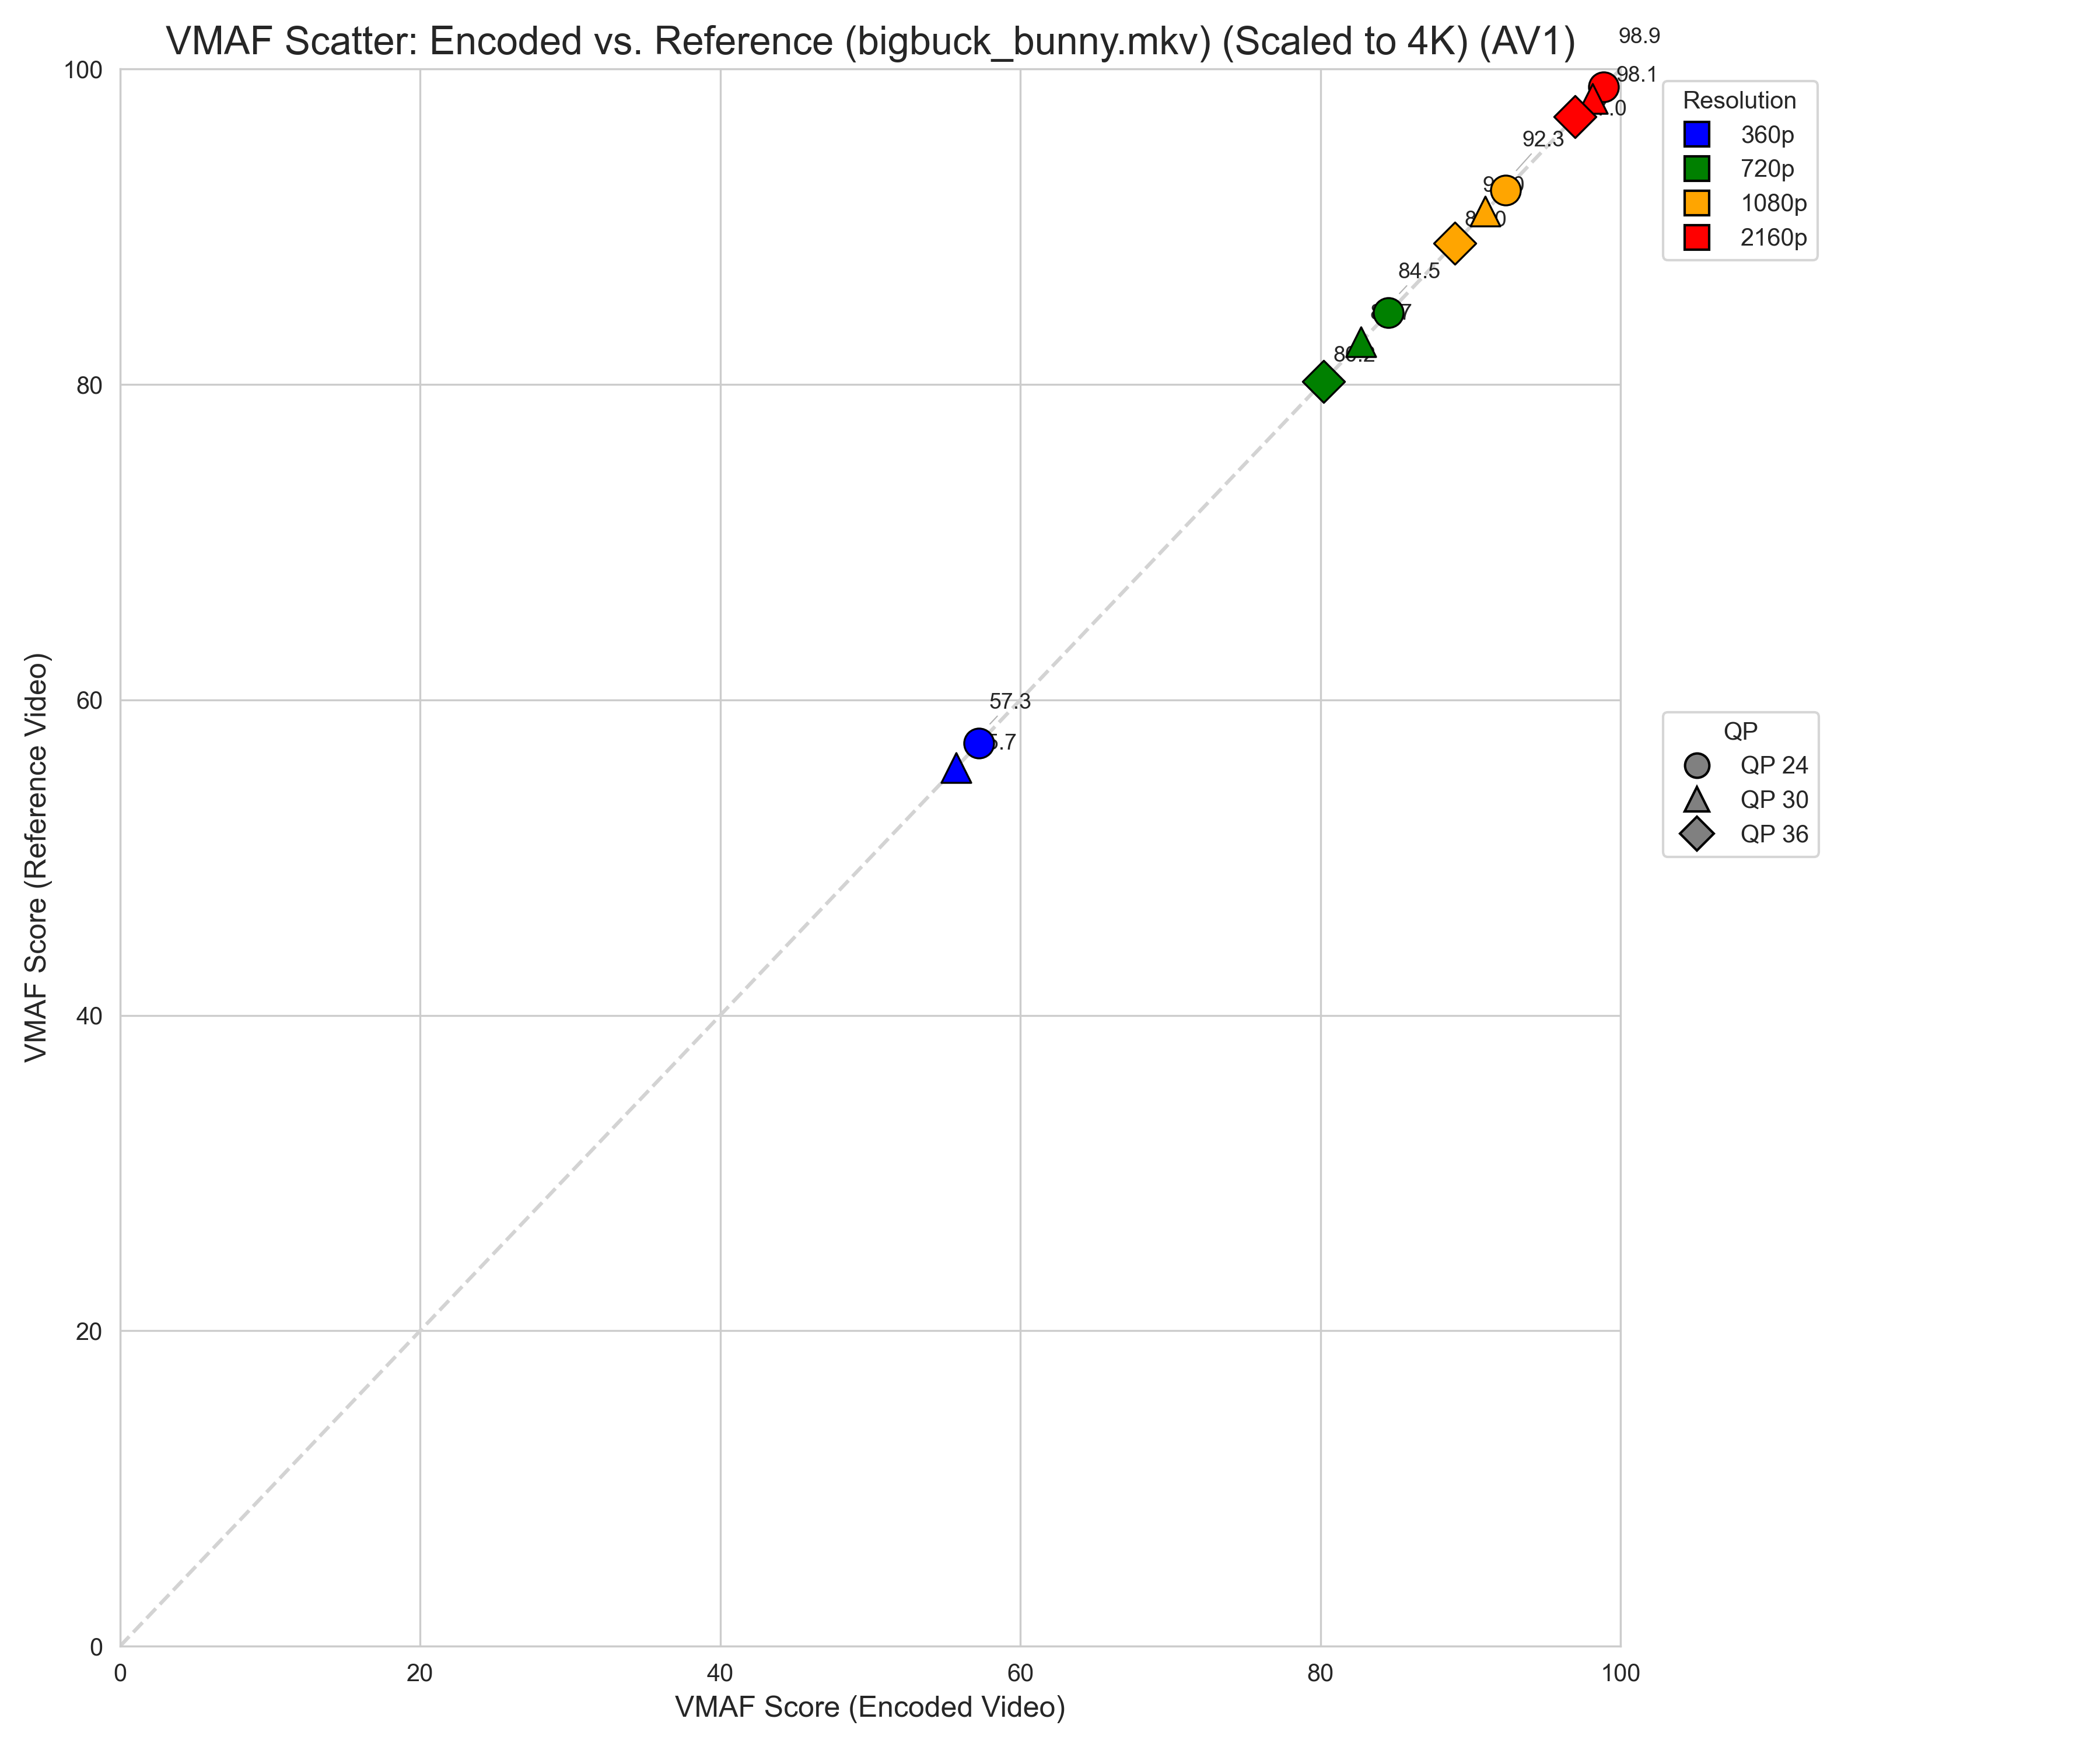 VMAF Scatter: Encoded vs. Reference (bigbuck_bunny.mkv) (Scaled to 4K) (AV1)
98.9
98.1
92.3
84.5
57.3
100
80
60
40
20
0
VMAF Score (Reference Video)
0
20
40
60
80
100
VMAF Score (Encoded Video)
Resolution
360p
720p
1080p
2160p
QP
QP 24
QP 30
QP 36